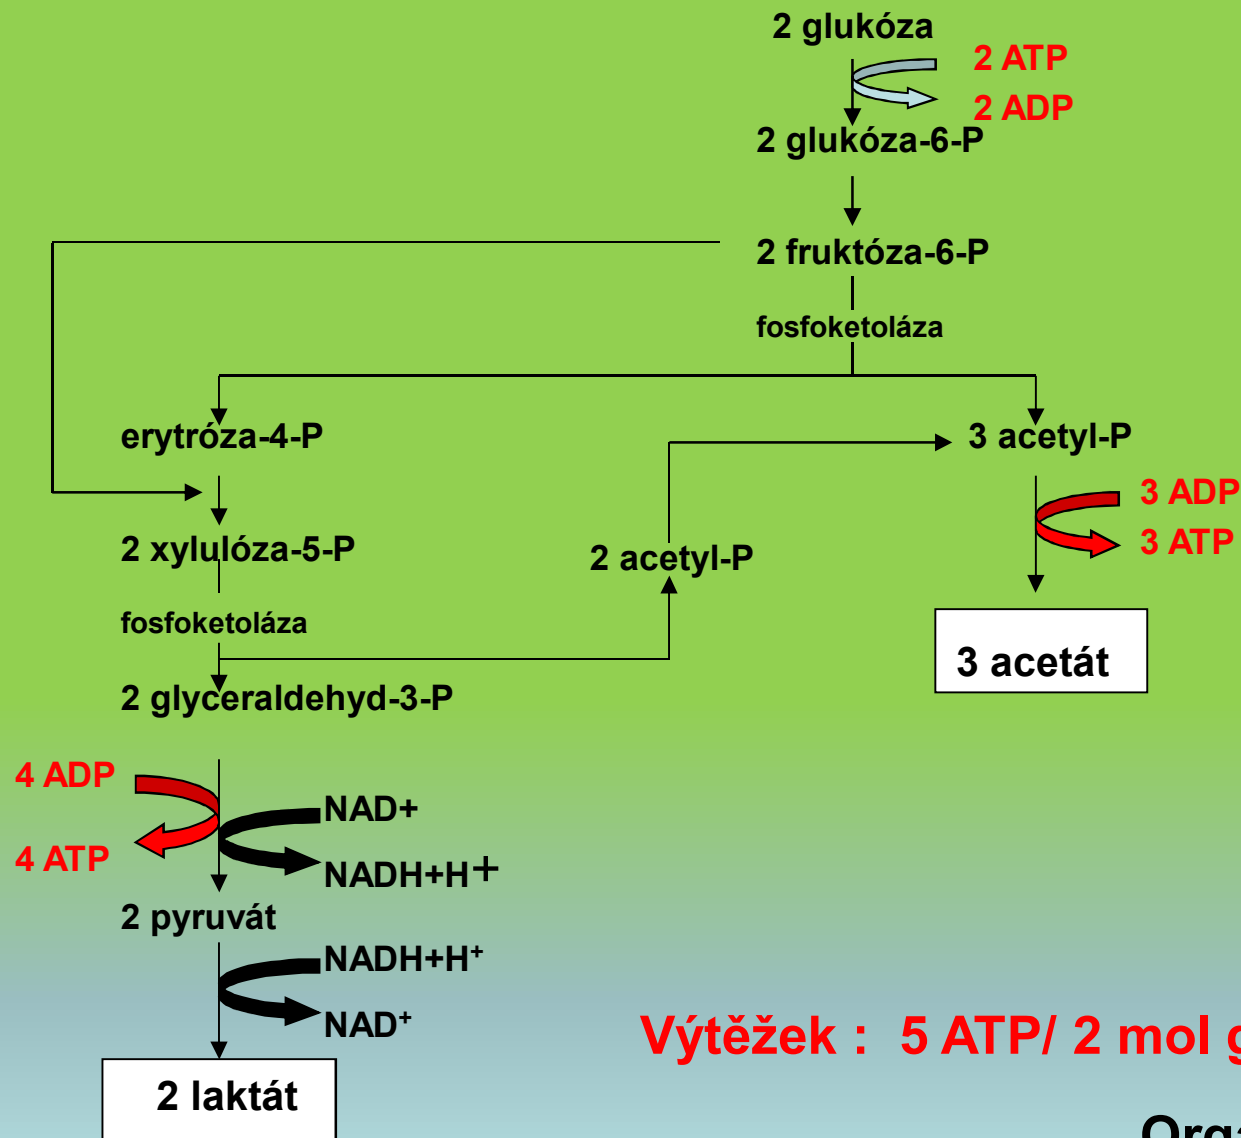 2 glukóza
2 ATP
2 ADP
2 glukóza-6-P
2 fruktóza-6-P
fosfoketoláza
erytróza-4-P
3 acetyl-P
3 ADP
3 ATP
2 xylulóza-5-P
2 acetyl-P
fosfoketoláza
3 acetát
2 glyceraldehyd-3-P
4 ADP
4 ATP
NAD+
NADH+H+
2 pyruvát
NADH+H⁺
NAD⁺
Výtěžek : 5 ATP/ 2 mol
2 laktát